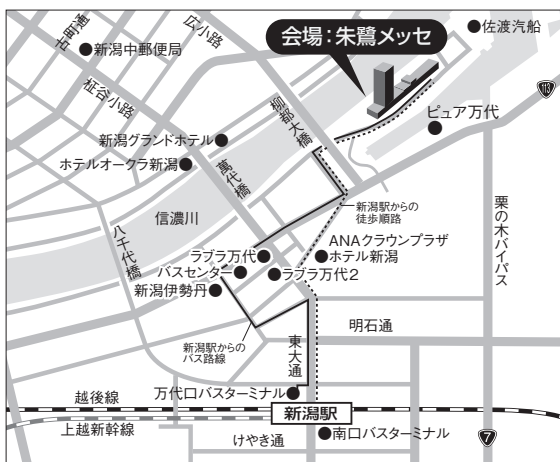 広小路
古町通
新潟中郵便局
柾谷小路
会場：朱鷺メッセ
佐渡汽船
113
ピュア万代
柳都大橋
新潟グランドホテル
ホテルオークラ新潟
萬代橋
信濃川
八千代橋
新潟駅からの
徒歩順路
栗の木バイパス
ANAクラウンプラザ
ホテル新潟
ラブラ万代
バスセンター
ラブラ万代2
新潟伊勢丹
新潟駅からの
バス路線
東大通
明石通
万代口バスターミナル
越後線
新潟駅
上越新幹線
けやき通
南口バスターミナル
7